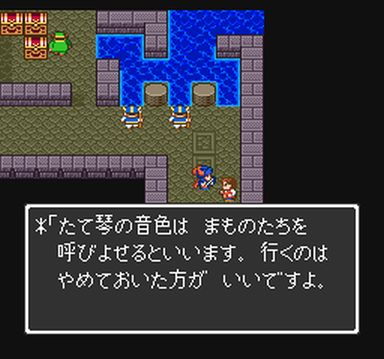 *「たて琴の音色は まものたちを
呼びよせるといいます。 行くのは
やめておいた方が いいですよ。